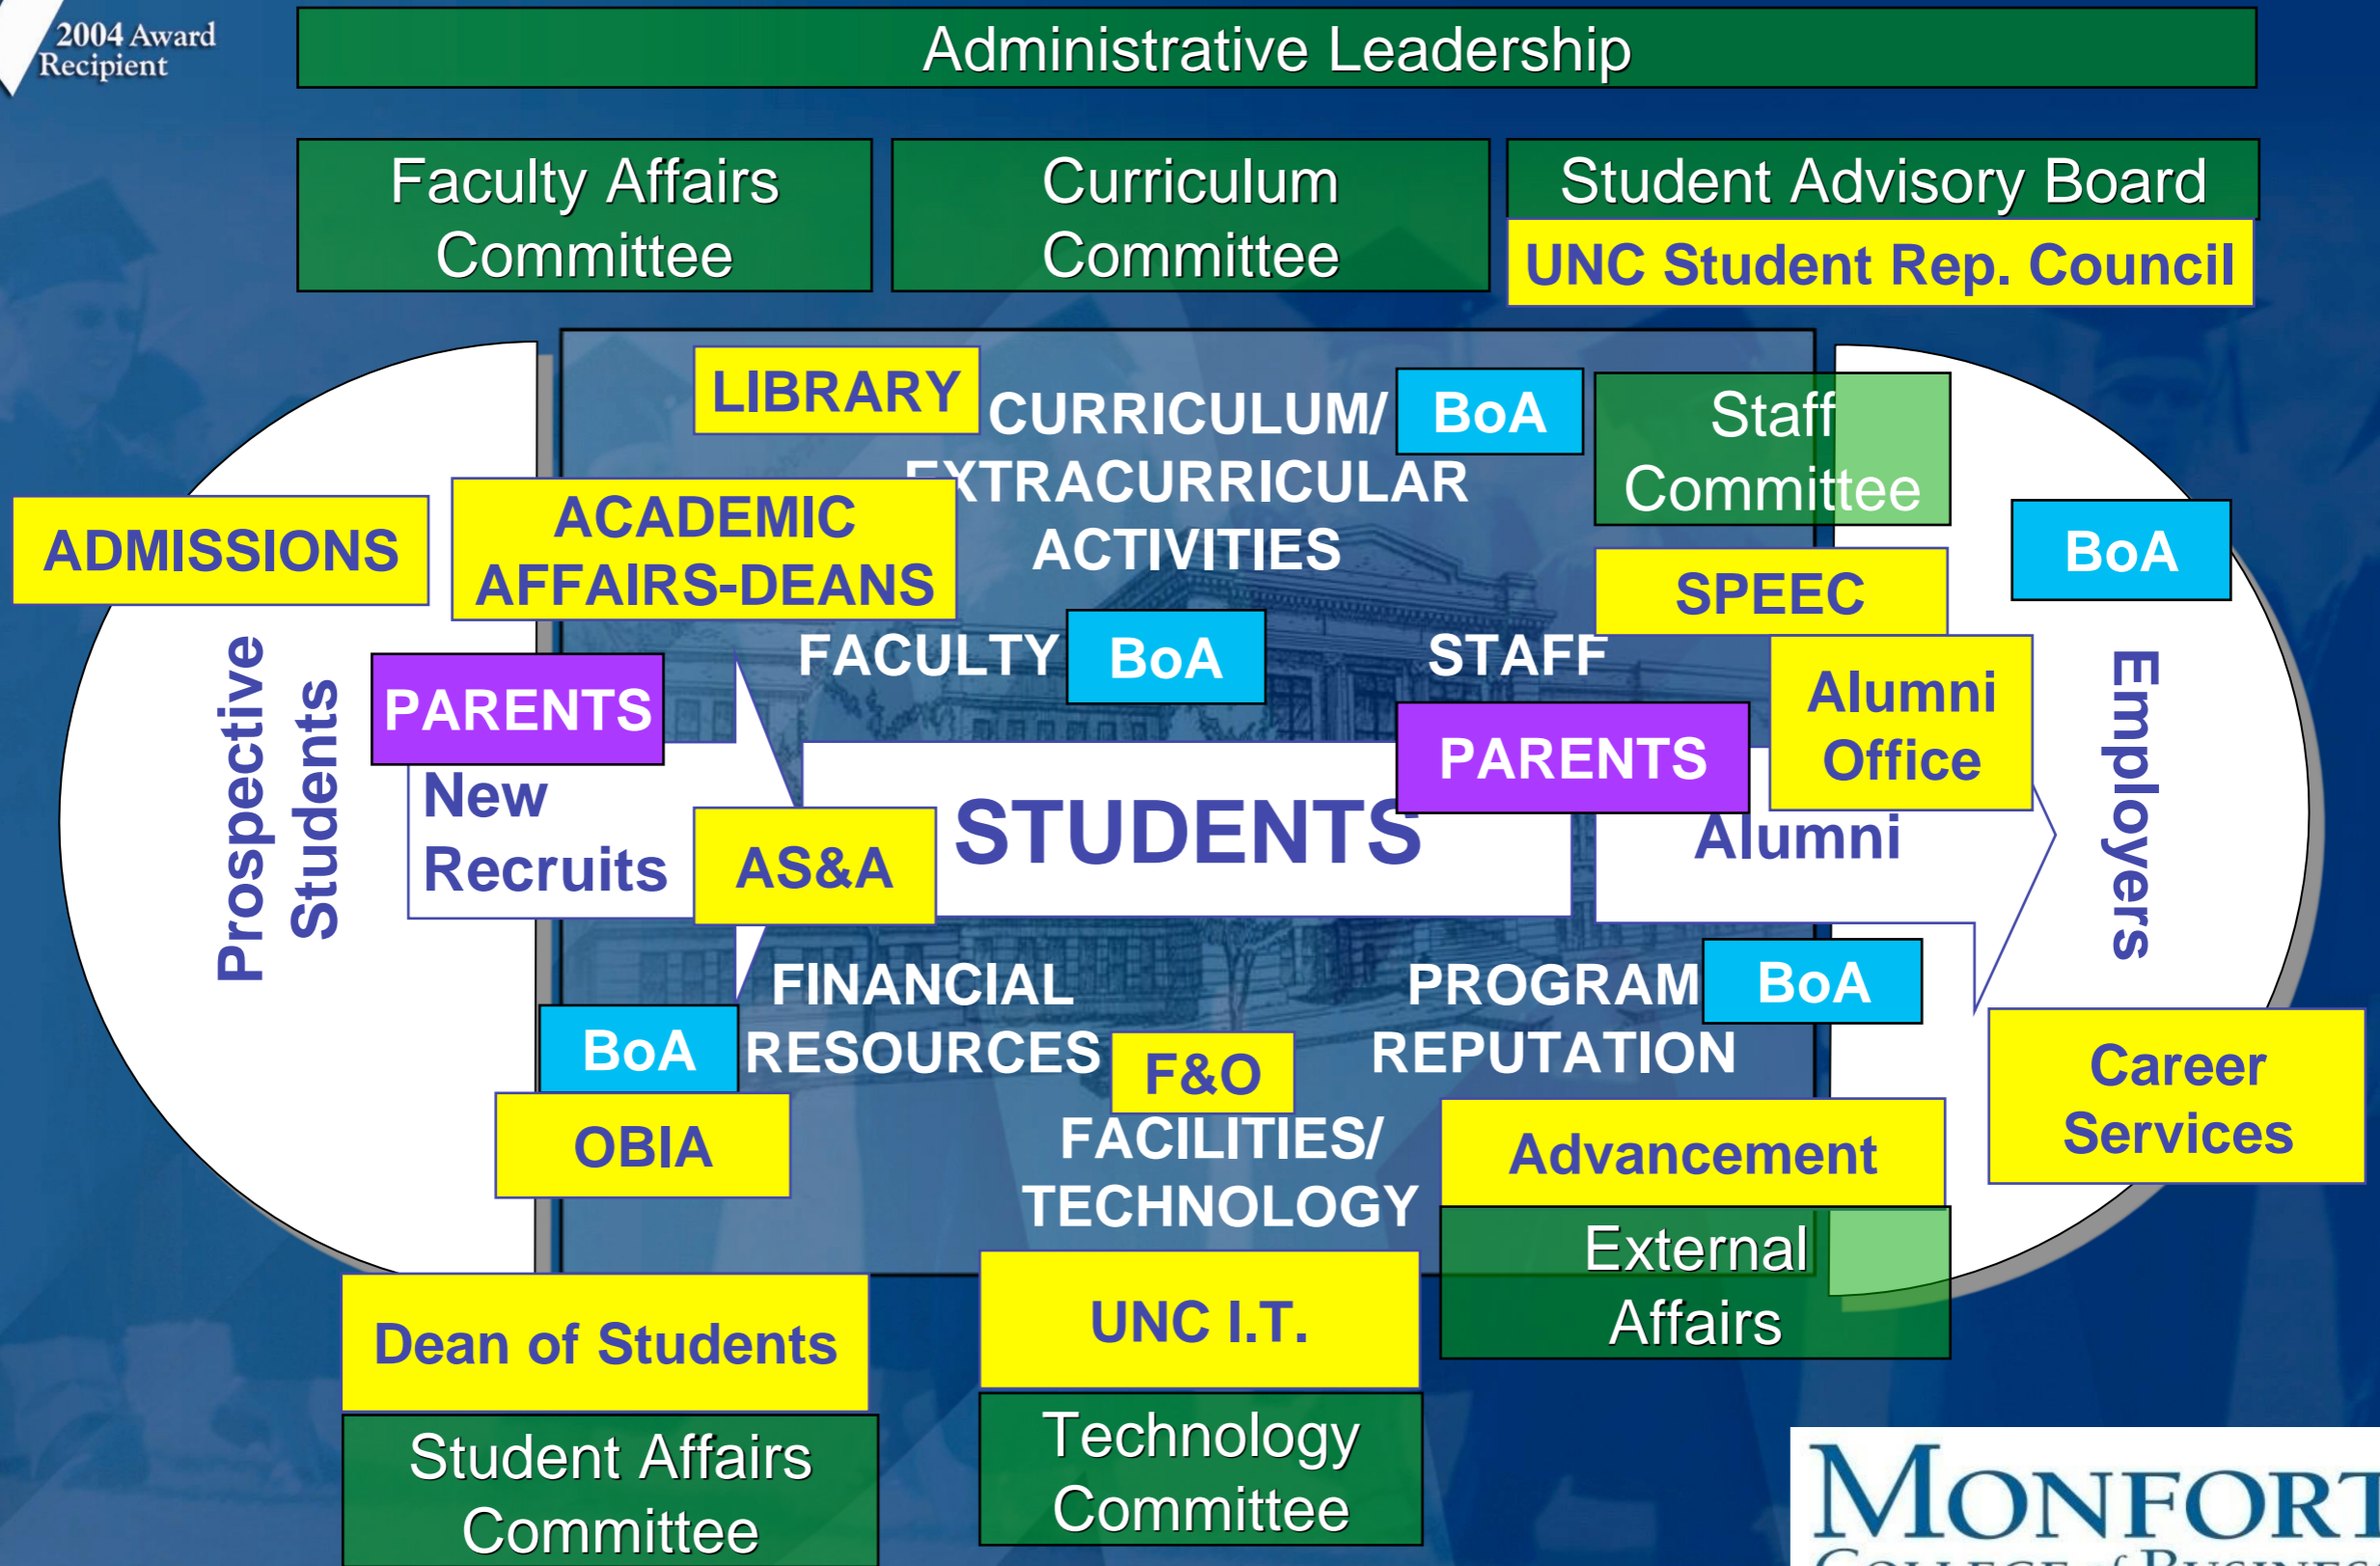 2004 Award
Recipient
Administrative Leadership
Faculty Affairs
Committee
Curriculum
Committee
Student Advisory Board
UNC Student Rep. Council
LIBRARY
CURRICULUM/
BoA
EXTRACURRICULAR
ACTIVITIES
Staff
Committee
ADMISSIONS
ACADEMIC
AFFAIRS-DEANS
BoA
SPEEC
FACULTY
BoA
STAFF
Alumni
Office
Prospective
Students
PARENTS
PARENTS
Employers
New
Recruits
AS&A
STUDENTS
Alumni
FINANCIAL
RESOURCES
BoA
PROGRAM
REPUTATION
BoA
F&O
OBIA
FACILITIES/
TECHNOLOGY
Career
Services
Advancement
External
Affairs
Dean of Students
UNC I.T.
Student Affairs
Committee
Technology
Committee
MONFORT
COLLEGE of BUSINESS